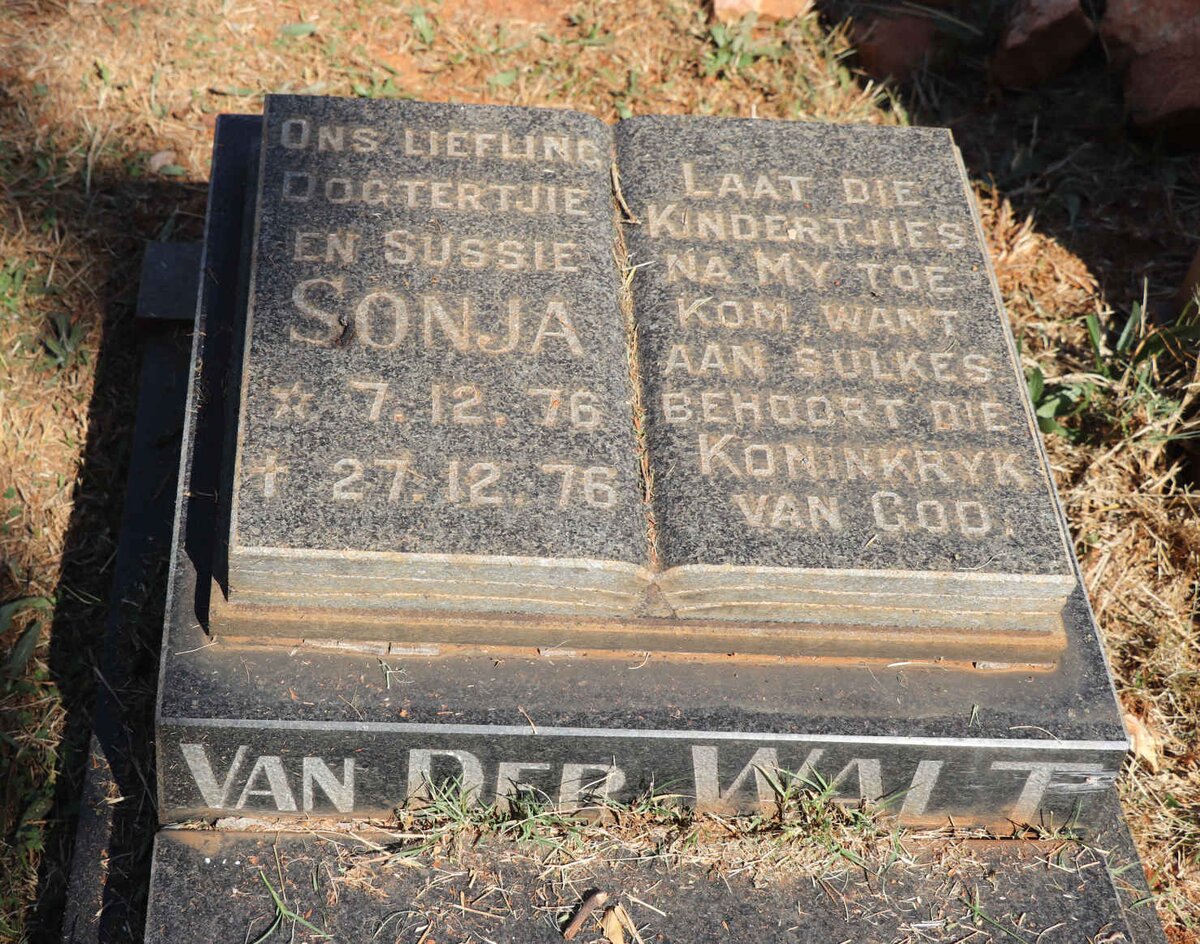 ONS LIEFLING
DOGTERTJIE
EN SUSSIE
SONJA
☆ 7.12.76
† 27.12.76
LAAT DIE
KINDERTJIES
NA MY TOE
KOM, WANT
AAN SULKES
BEHOORT DIE
KONINKRYK
VAN GOD.
VAN DER WALT